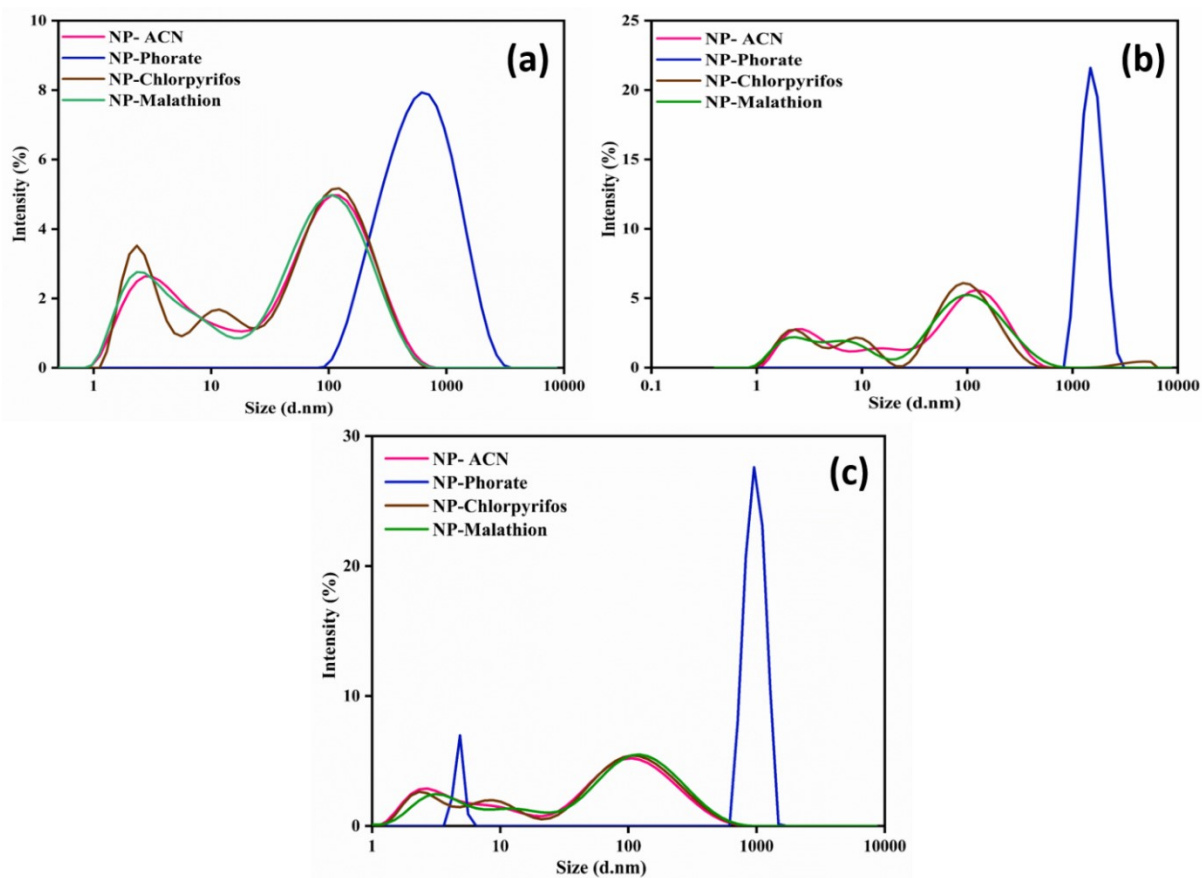 (a)
NP- ACN
NP-Phorate
NP-Chlorpyrifos
NP-Malathion
Intensity (%)
10
8
6
4
2
0
1 10 100 1000 10000
Size (d.nm)
(b)
NP- ACN
NP-Phorate
NP-Chlorpyrifos
NP-Malathion
Intensity (%)
25
20
15
10
5
0
0.1 1 10 100 1000 10000
Size (d.nm)
(c)
NP- ACN
NP-Phorate
NP-Chlorpyrifos
NP-Malathion
Intensity (%)
30
20
10
0
1 10 100 1000 10000
Size (d.nm)